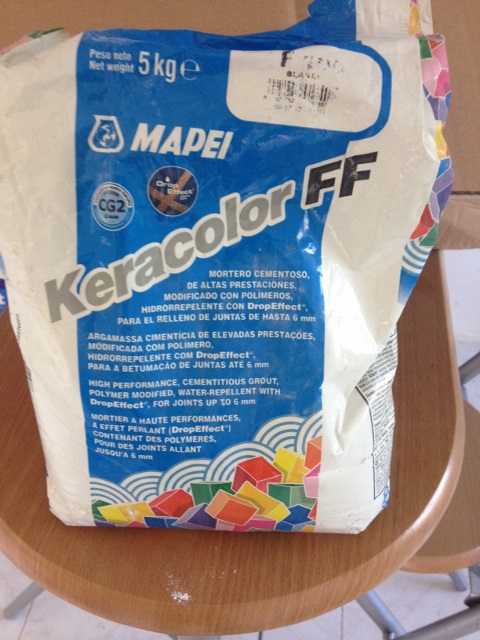 Peso neto
Net weight 5 kg e
BLANCO
MAPEI
CG2
DropEffect
Keracolor FF
MORTERO CEMENTOSO,
DE ALTAS PRESTACIONES,
MODIFICADO CON POLÍMEROS,
HIDRORREPELENTE CON DropEffect®,
PARA EL RELLENO DE JUNTAS DE HASTA 6 mm
ARGAMASSA CIMENTÍCIA DE ELEVADAS PRESTAÇÕES,
MODIFICADA COM POLÍMERO,
HIDRORREPELENTE COM DropEffect®,
PARA A BETUMAÇÃO DE JUNTAS ATÉ 6 mm
HIGH PERFORMANCE, CEMENTITIOUS GROUT,
POLYMER MODIFIED, WATER-REPELLENT WITH
DropEffect®, FOR JOINTS UP TO 6 mm
MORTIER A HAUTE PERFORMANCES,
A EFFET PERLANT (DropEffect®)
CONTENANT DES POLYMERES,
POUR DES JOINTS ALLANT
JUSQU'A 6 mm